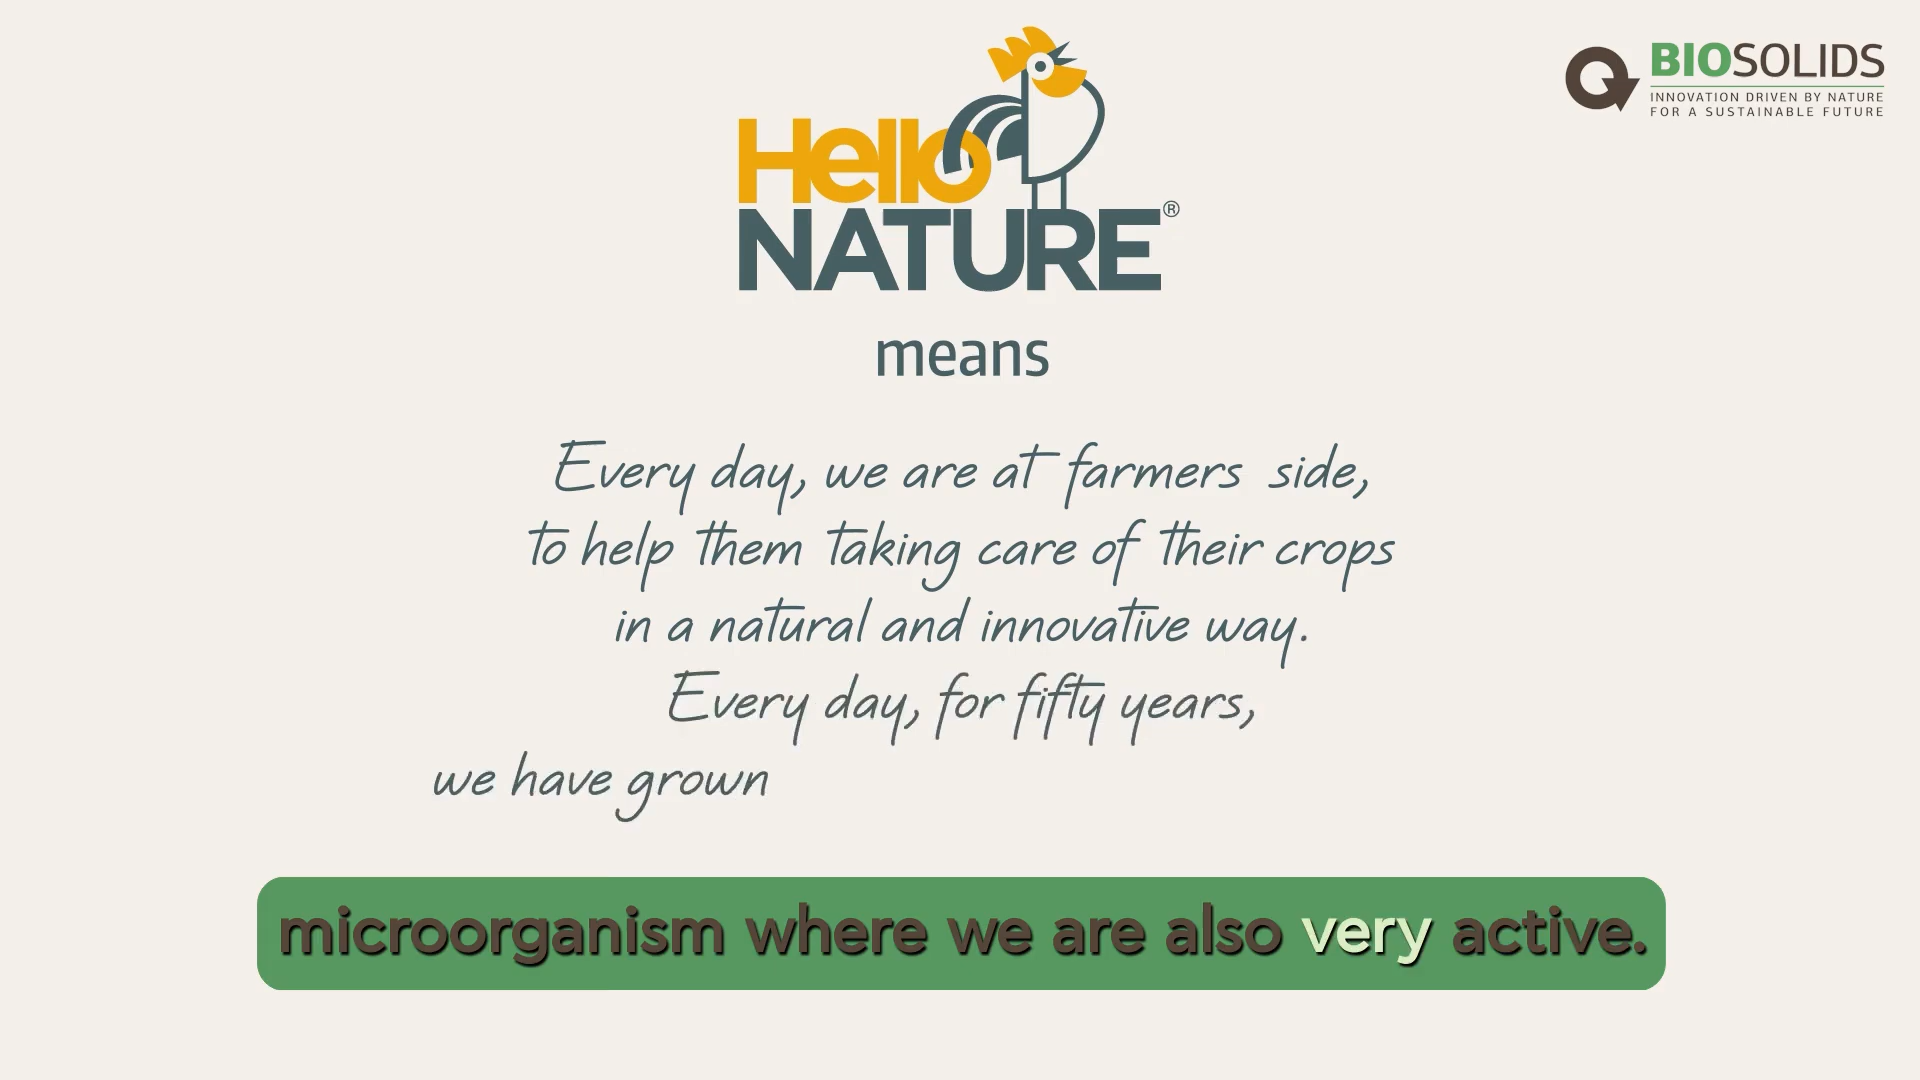 Hello
NATURE®
BIOSOLIDS
INNOVATION DRIVEN BY NATURE
FOR A SUSTAINABLE FUTURE
means
Every day, we are at farmers side,
to help them taking care of their crops
in a natural and innovative way.
Every day, for fifty years,
we have grown
microorganism where we are also very active.